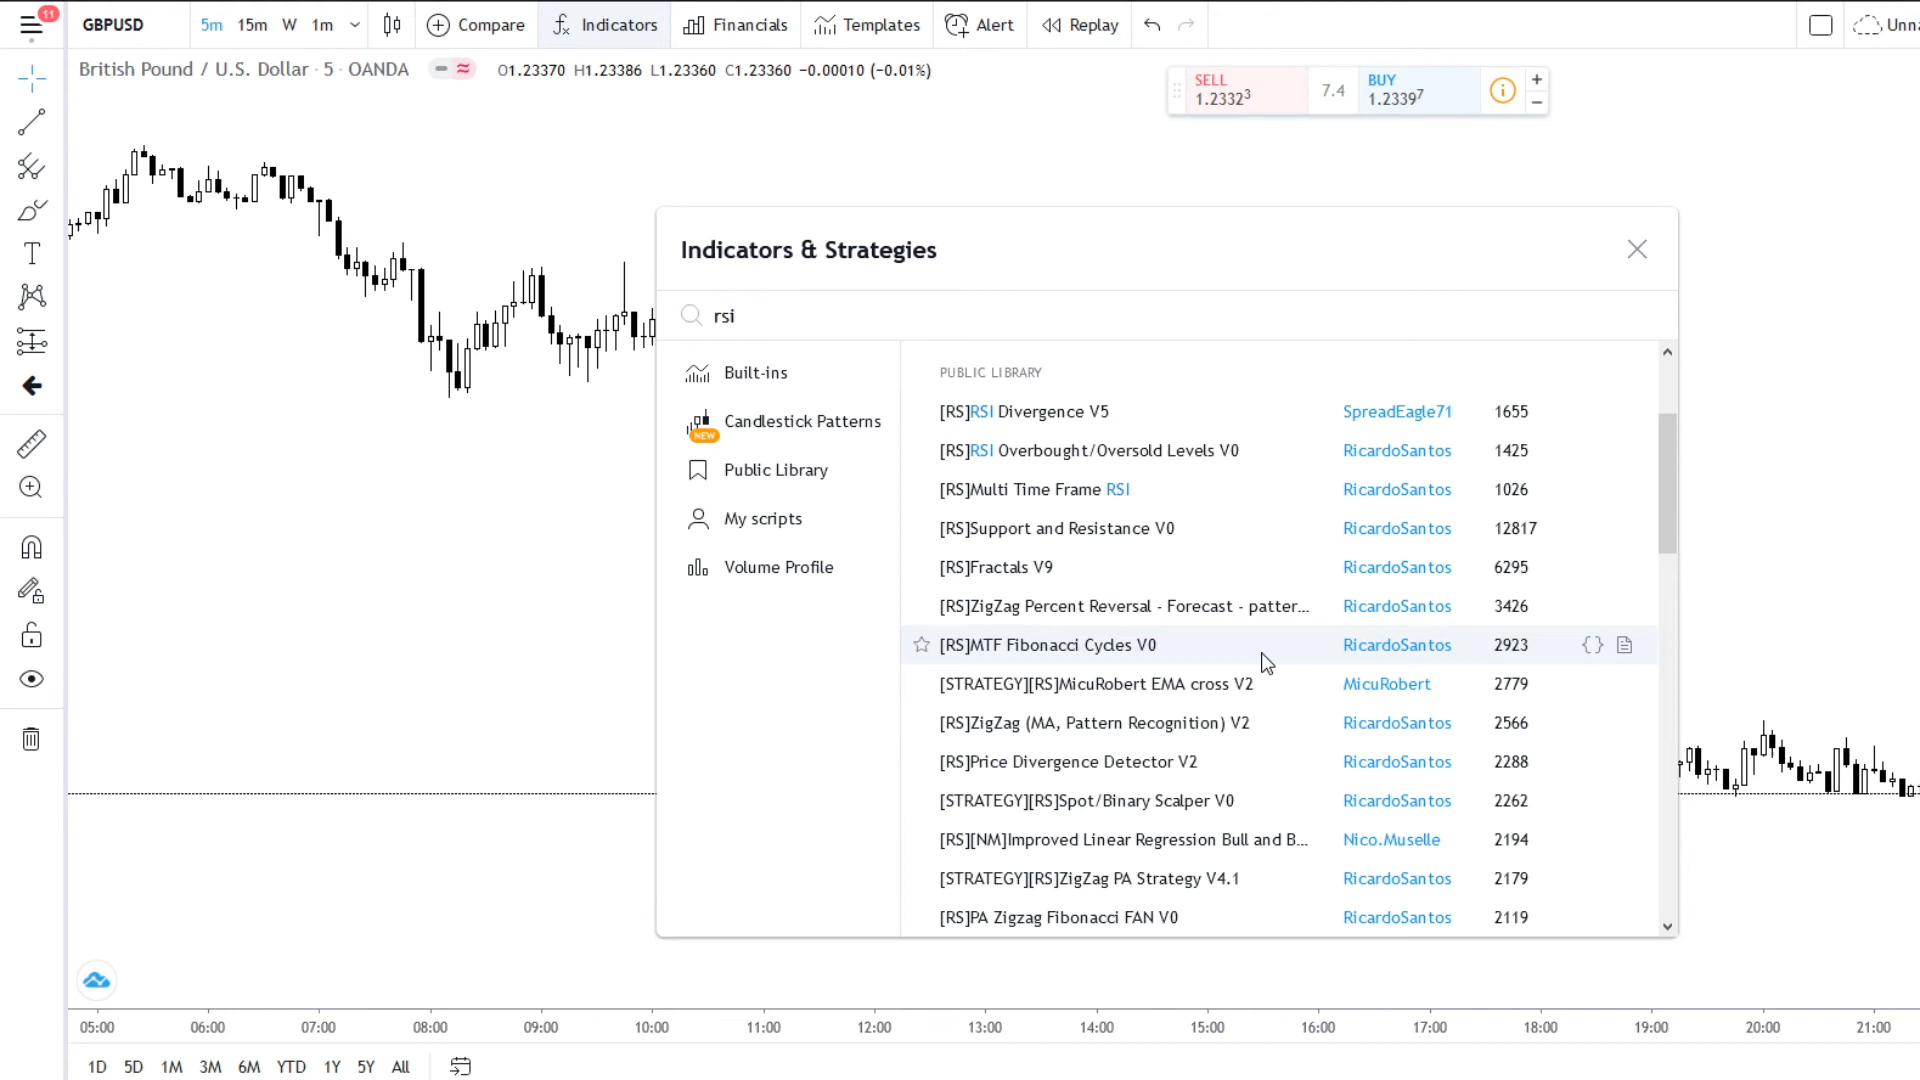 11
GBPUSD 5m 15m W 1m Compare Indicators Financials Templates Alert Replay
British Pound / U.S. Dollar · 5 · OANDA O1.23370 H1.23386 L1.23360 C1.23360 −0.00010 (−0.01%)
SELL 1.23323 7.4 BUY 1.23397 + −
Indicators & Strategies
rsi
Built-ins
Candlestick Patterns
NEW
Public Library
My scripts
Volume Profile
PUBLIC LIBRARY
[RS]RSI Divergence V5 SpreadEagle71 1655
[RS]RSI Overbought/Oversold Levels V0 RicardoSantos 1425
[RS]Multi Time Frame RSI RicardoSantos 1026
[RS]Support and Resistance V0 RicardoSantos 12817
[RS]Fractals V9 RicardoSantos 6295
[RS]ZigZag Percent Reversal - Forecast - patter... RicardoSantos 3426
[RS]MTF Fibonacci Cycles V0 RicardoSantos 2923
[STRATEGY][RS]MicuRobert EMA cross V2 MicuRobert 2779
[RS]ZigZag (MA, Pattern Recognition) V2 RicardoSantos 2566
[RS]Price Divergence Detector V2 RicardoSantos 2288
[STRATEGY][RS]Spot/Binary Scalper V0 RicardoSantos 2262
[RS][NM]Improved Linear Regression Bull and B... Nico.Muselle 2194
[STRATEGY][RS]ZigZag PA Strategy V4.1 RicardoSantos 2179
[RS]PA Zigzag Fibonacci FAN V0 RicardoSantos 2119
05:00 06:00 07:00 08:00 09:00 10:00 11:00 12:00 13:00 14:00 15:00 16:00 17:00 18:00 19:00 20:00 21:00
1D 5D 1M 3M 6M YTD 1Y 5Y All